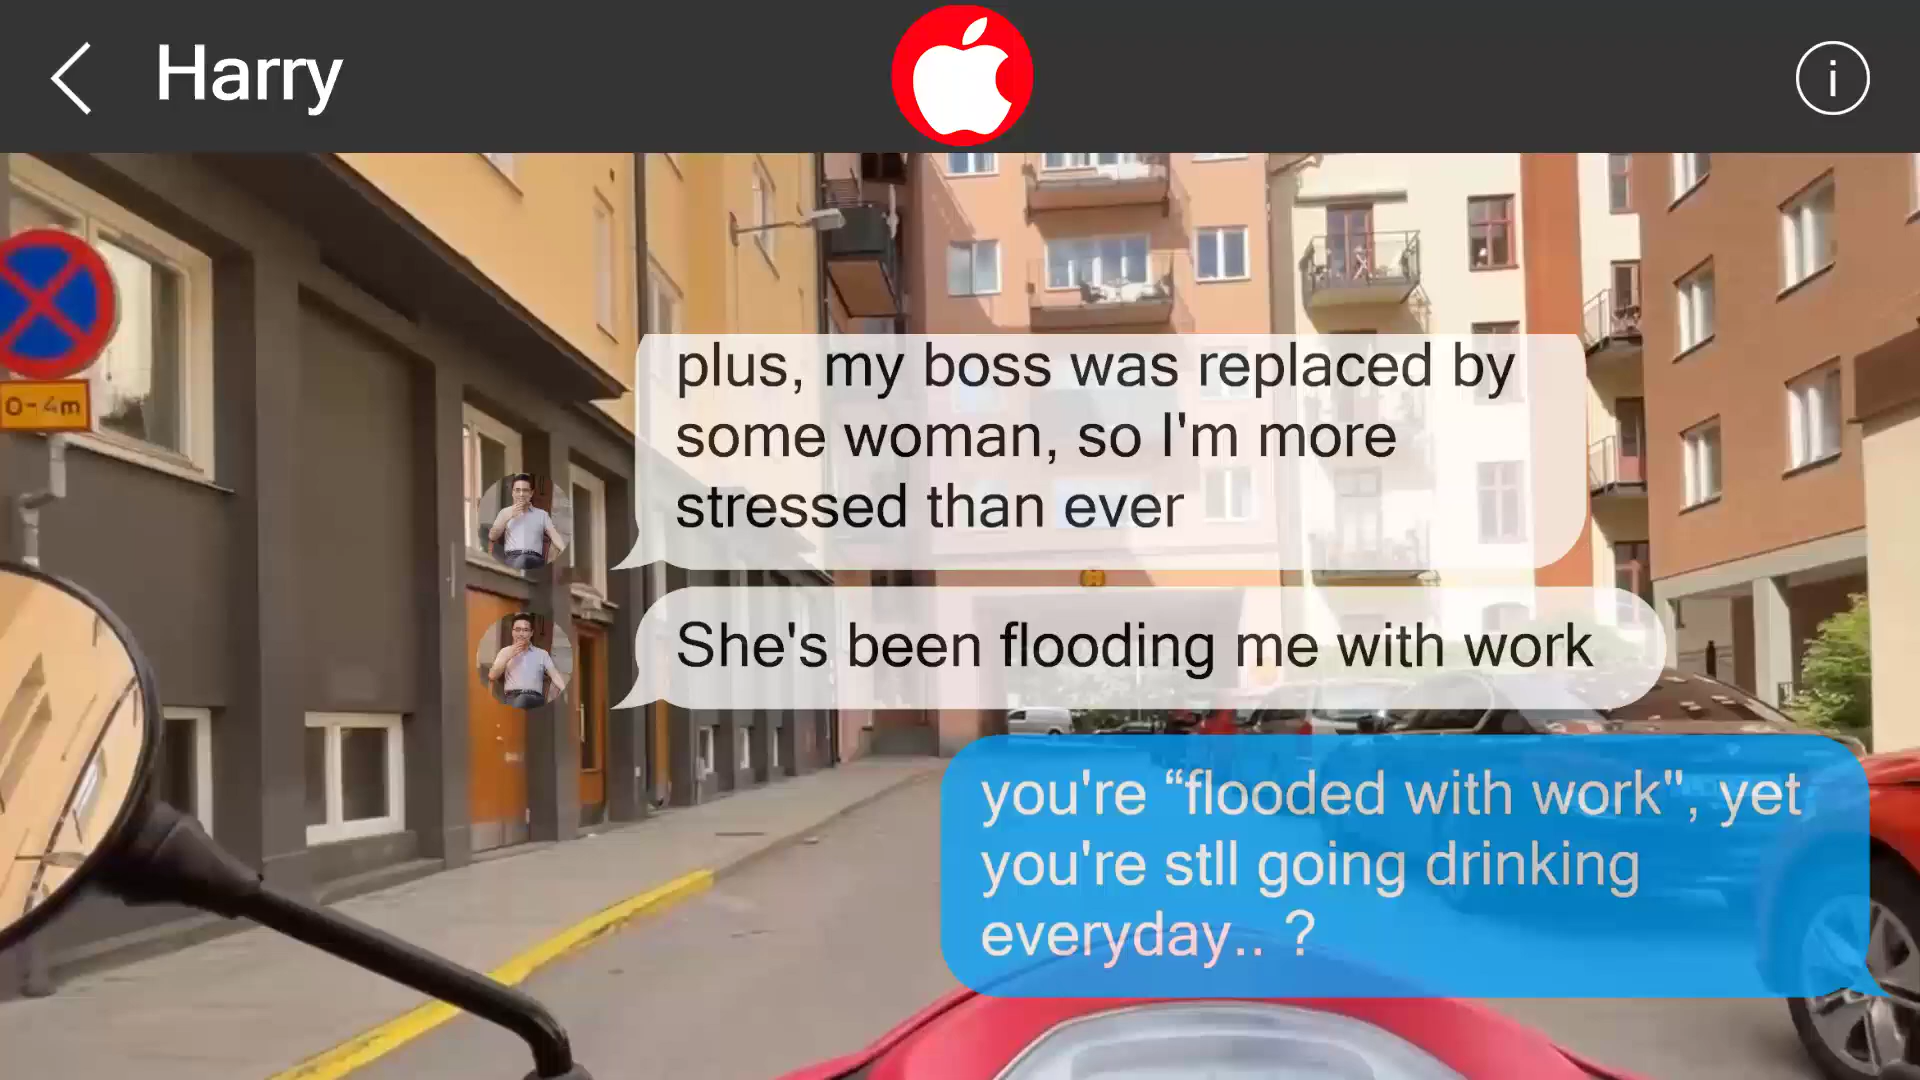 Harry
i
0-4m
plus, my boss was replaced by
some woman, so I'm more
stressed than ever
She's been flooding me with work
you're “flooded with work", yet
you're stll going drinking
everyday.. ?